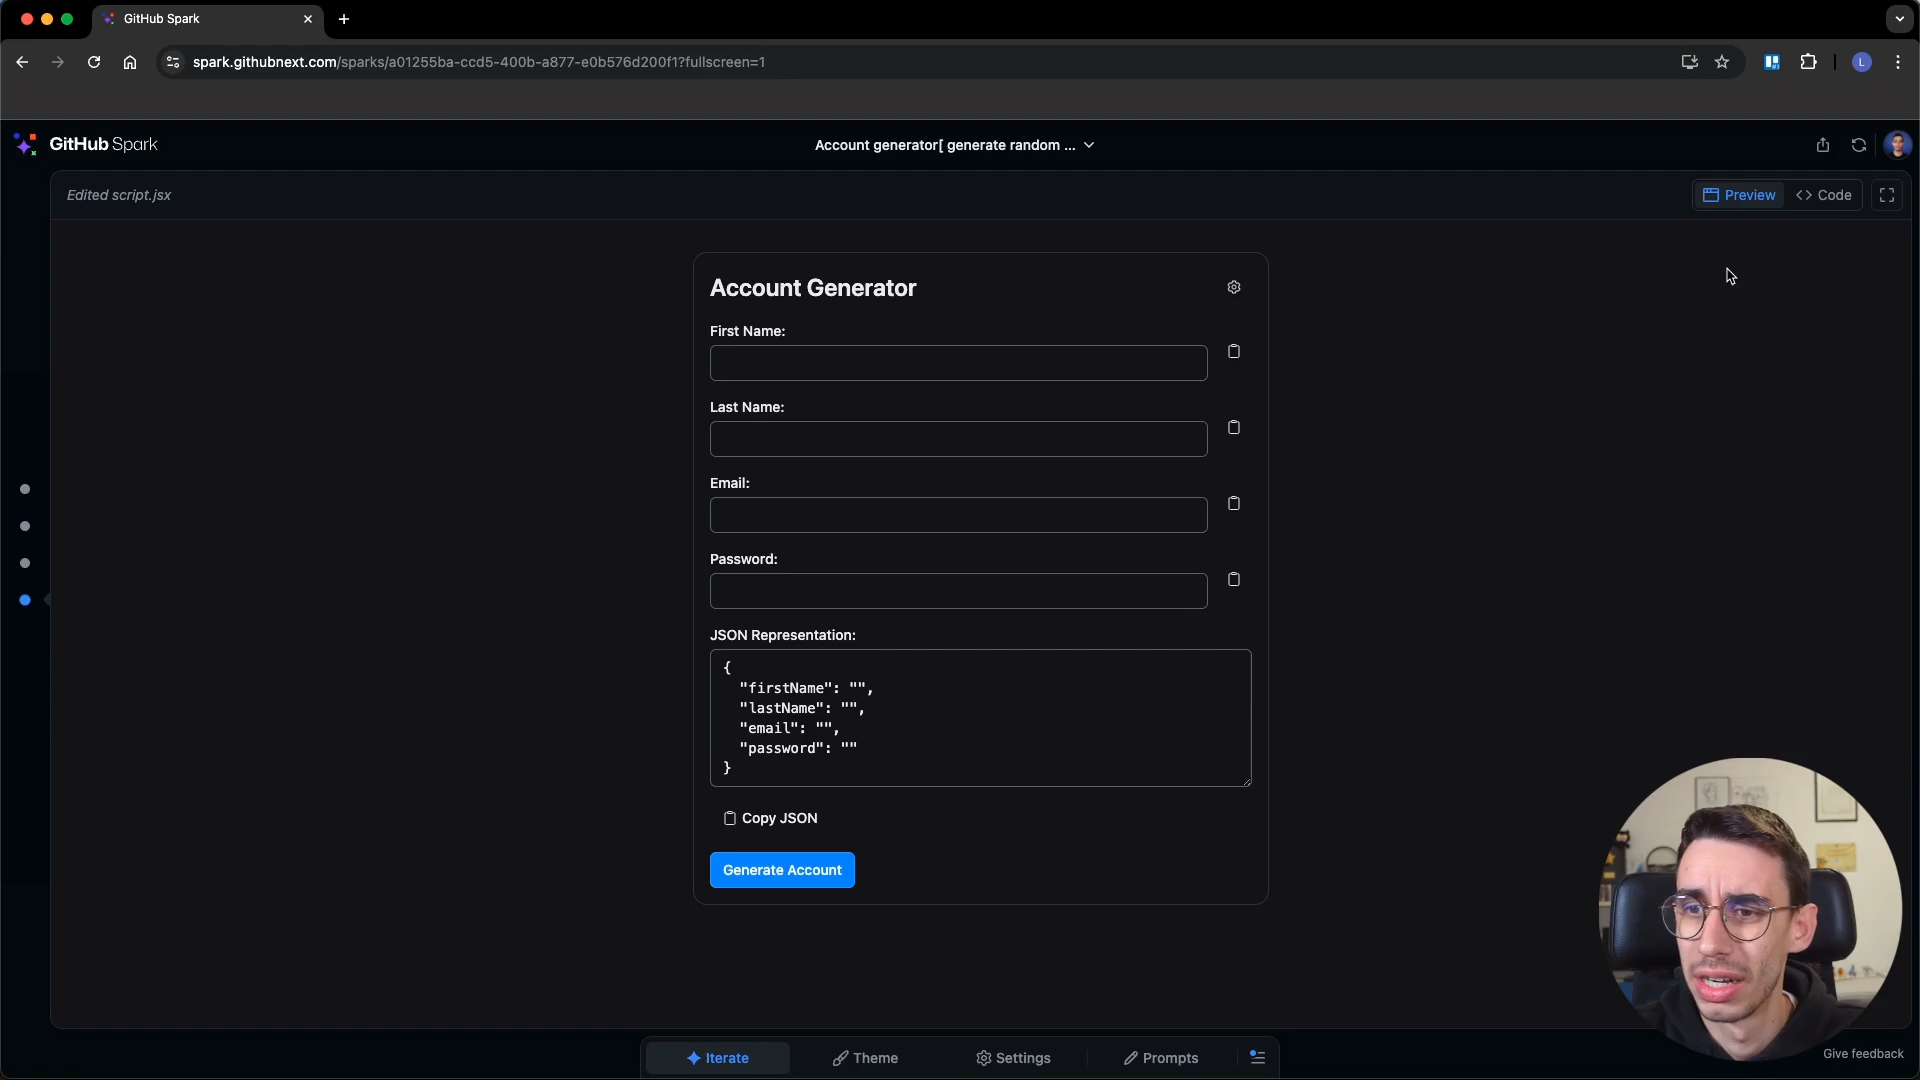 GitHub Spark
spark.githubnext.com/sparks/a01255ba-ccd5-400b-a877-e0b576d200f1?fullscreen=1
L
GitHub Spark
Account generator[ generate random ...
Edited script.jsx
Preview
Code
Account Generator
First Name:
Last Name:
Email:
Password:
JSON Representation:
{
"firstName": "",
"lastName": "",
"email": "",
"password": ""
}
Copy JSON
Generate Account
Iterate
Theme
Settings
Prompts
Give feedback